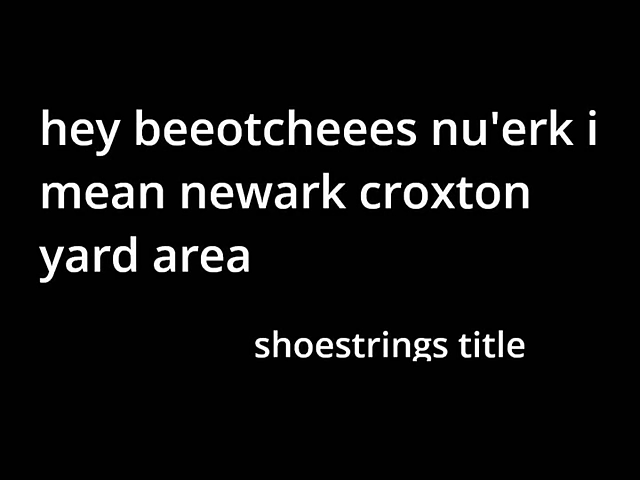 hey beeotcheees nu'erk i
mean newark croxton
yard area
shoestrings title